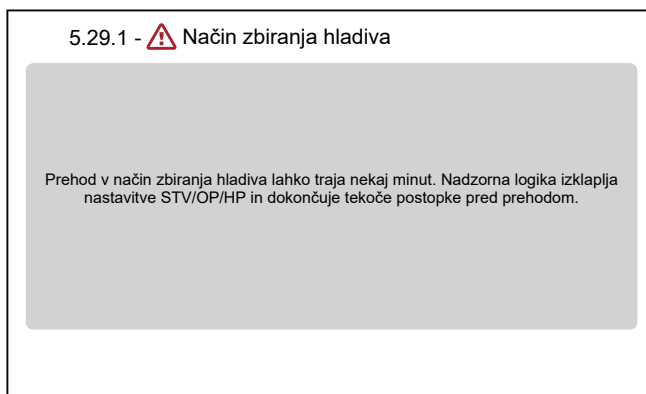 5.29.1 - Način zbiranja hladiva
Prehod v način zbiranja hladiva lahko traja nekaj minut. Nadzorna logika izklaplja
nastavitve STV/OP/HP in dokončuje tekoče postopke pred prehodom.